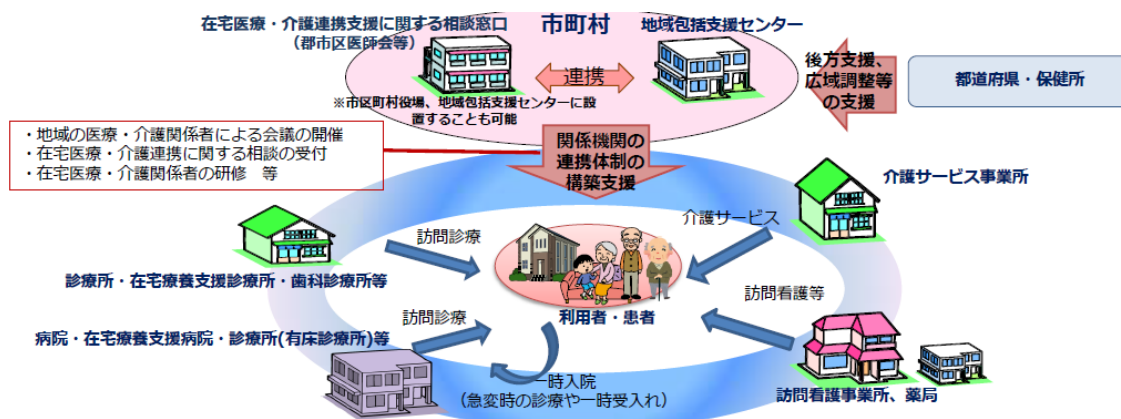 在宅医療・介護連携支援に関する相談窓口
（郡市区医師会等）
市町村
地域包括支援センター
連携
※市区町村役場、地域包括支援センターに設
置することも可能
後方支援、
広域調整等
の支援
都道府県・保健所
・地域の医療・介護関係者による会議の開催
・在宅医療・介護連携に関する相談の受付
・在宅医療・介護関係者の研修　等
関係機関の
連携体制の
構築支援
介護サービス事業所
介護サービス
訪問診療
診療所・在宅療養支援診療所・歯科診療所等
訪問看護等
利用者・患者
訪問診療
病院・在宅療養支援病院・診療所(有床診療所)等
一時入院
（急変時の診療や一時受入れ）
訪問看護事業所、薬局